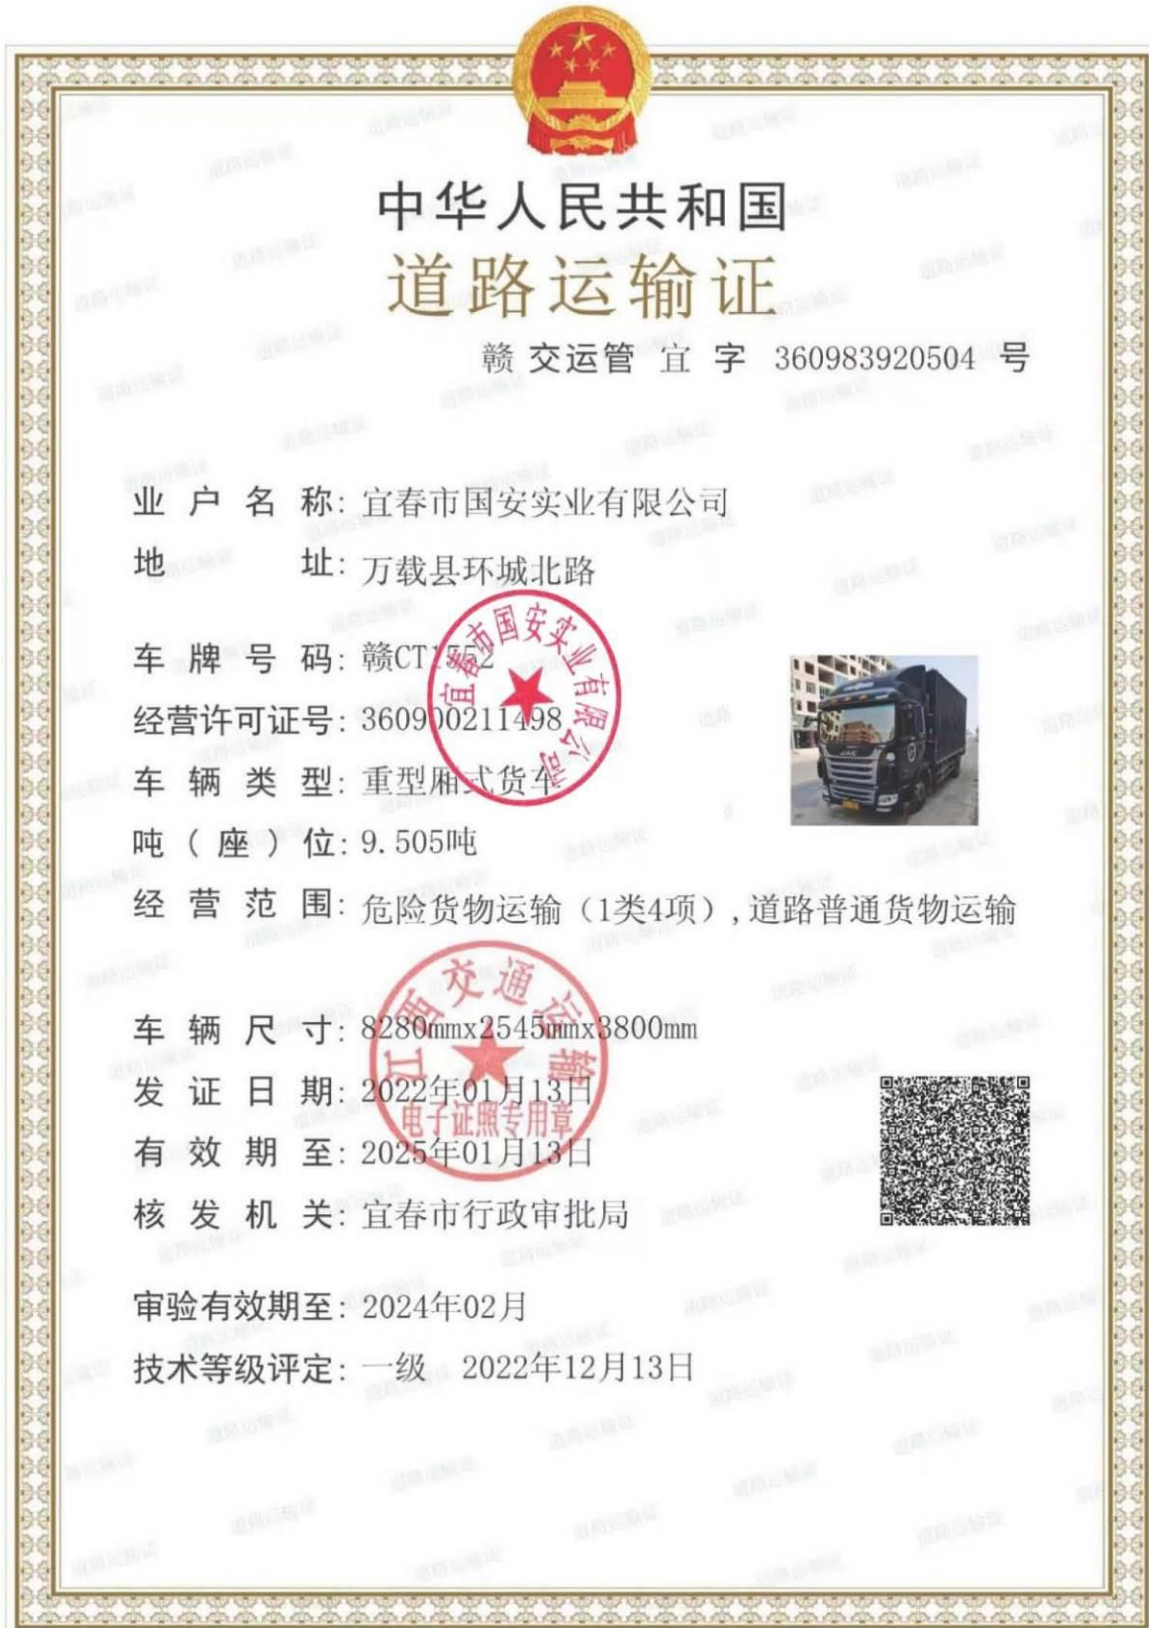 中华人民共和国
道路运输证
赣 交运管 宜 字 360983920504 号
业户名称: 宜春市国安实业有限公司
地址: 万载县环城北路
车牌号码: 赣CT1552
经营许可证号: 360900211498
车辆类型: 重型厢式货车
吨（座）位: 9.505吨
经营范围: 危险货物运输（1类4项）,道路普通货物运输
车辆尺寸: 8280mmx2545mmx3800mm
发证日期: 2022年01月13日
有效期至: 2025年01月13日
核发机关: 宜春市行政审批局
审验有效期至: 2024年02月
技术等级评定: 一级 2022年12月13日
宜春市国安实业有限公司
江西交通运输
电子证照专用章
JAC